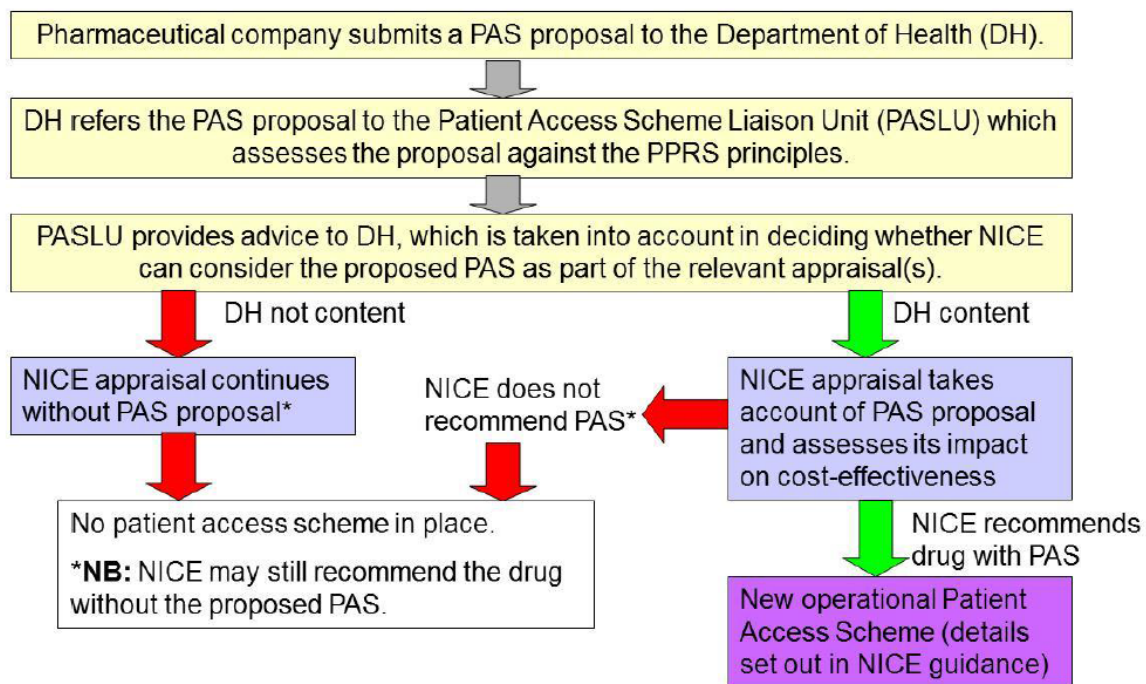 Pharmaceutical company submits a PAS proposal to the Department of Health (DH).
DH refers the PAS proposal to the Patient Access Scheme Liaison Unit (PASLU) which
assesses the proposal against the PPRS principles.
PASLU provides advice to DH, which is taken into account in deciding whether NICE
can consider the proposed PAS as part of the relevant appraisal(s).
DH not content
DH content
NICE appraisal continues
without PAS proposal*
NICE does not
recommend PAS*
NICE appraisal takes
account of PAS proposal
and assesses its impact
on cost-effectiveness
No patient access scheme in place.
*NB: NICE may still recommend the drug
without the proposed PAS.
NICE recommends
drug with PAS
New operational Patient
Access Scheme (details
set out in NICE guidance)